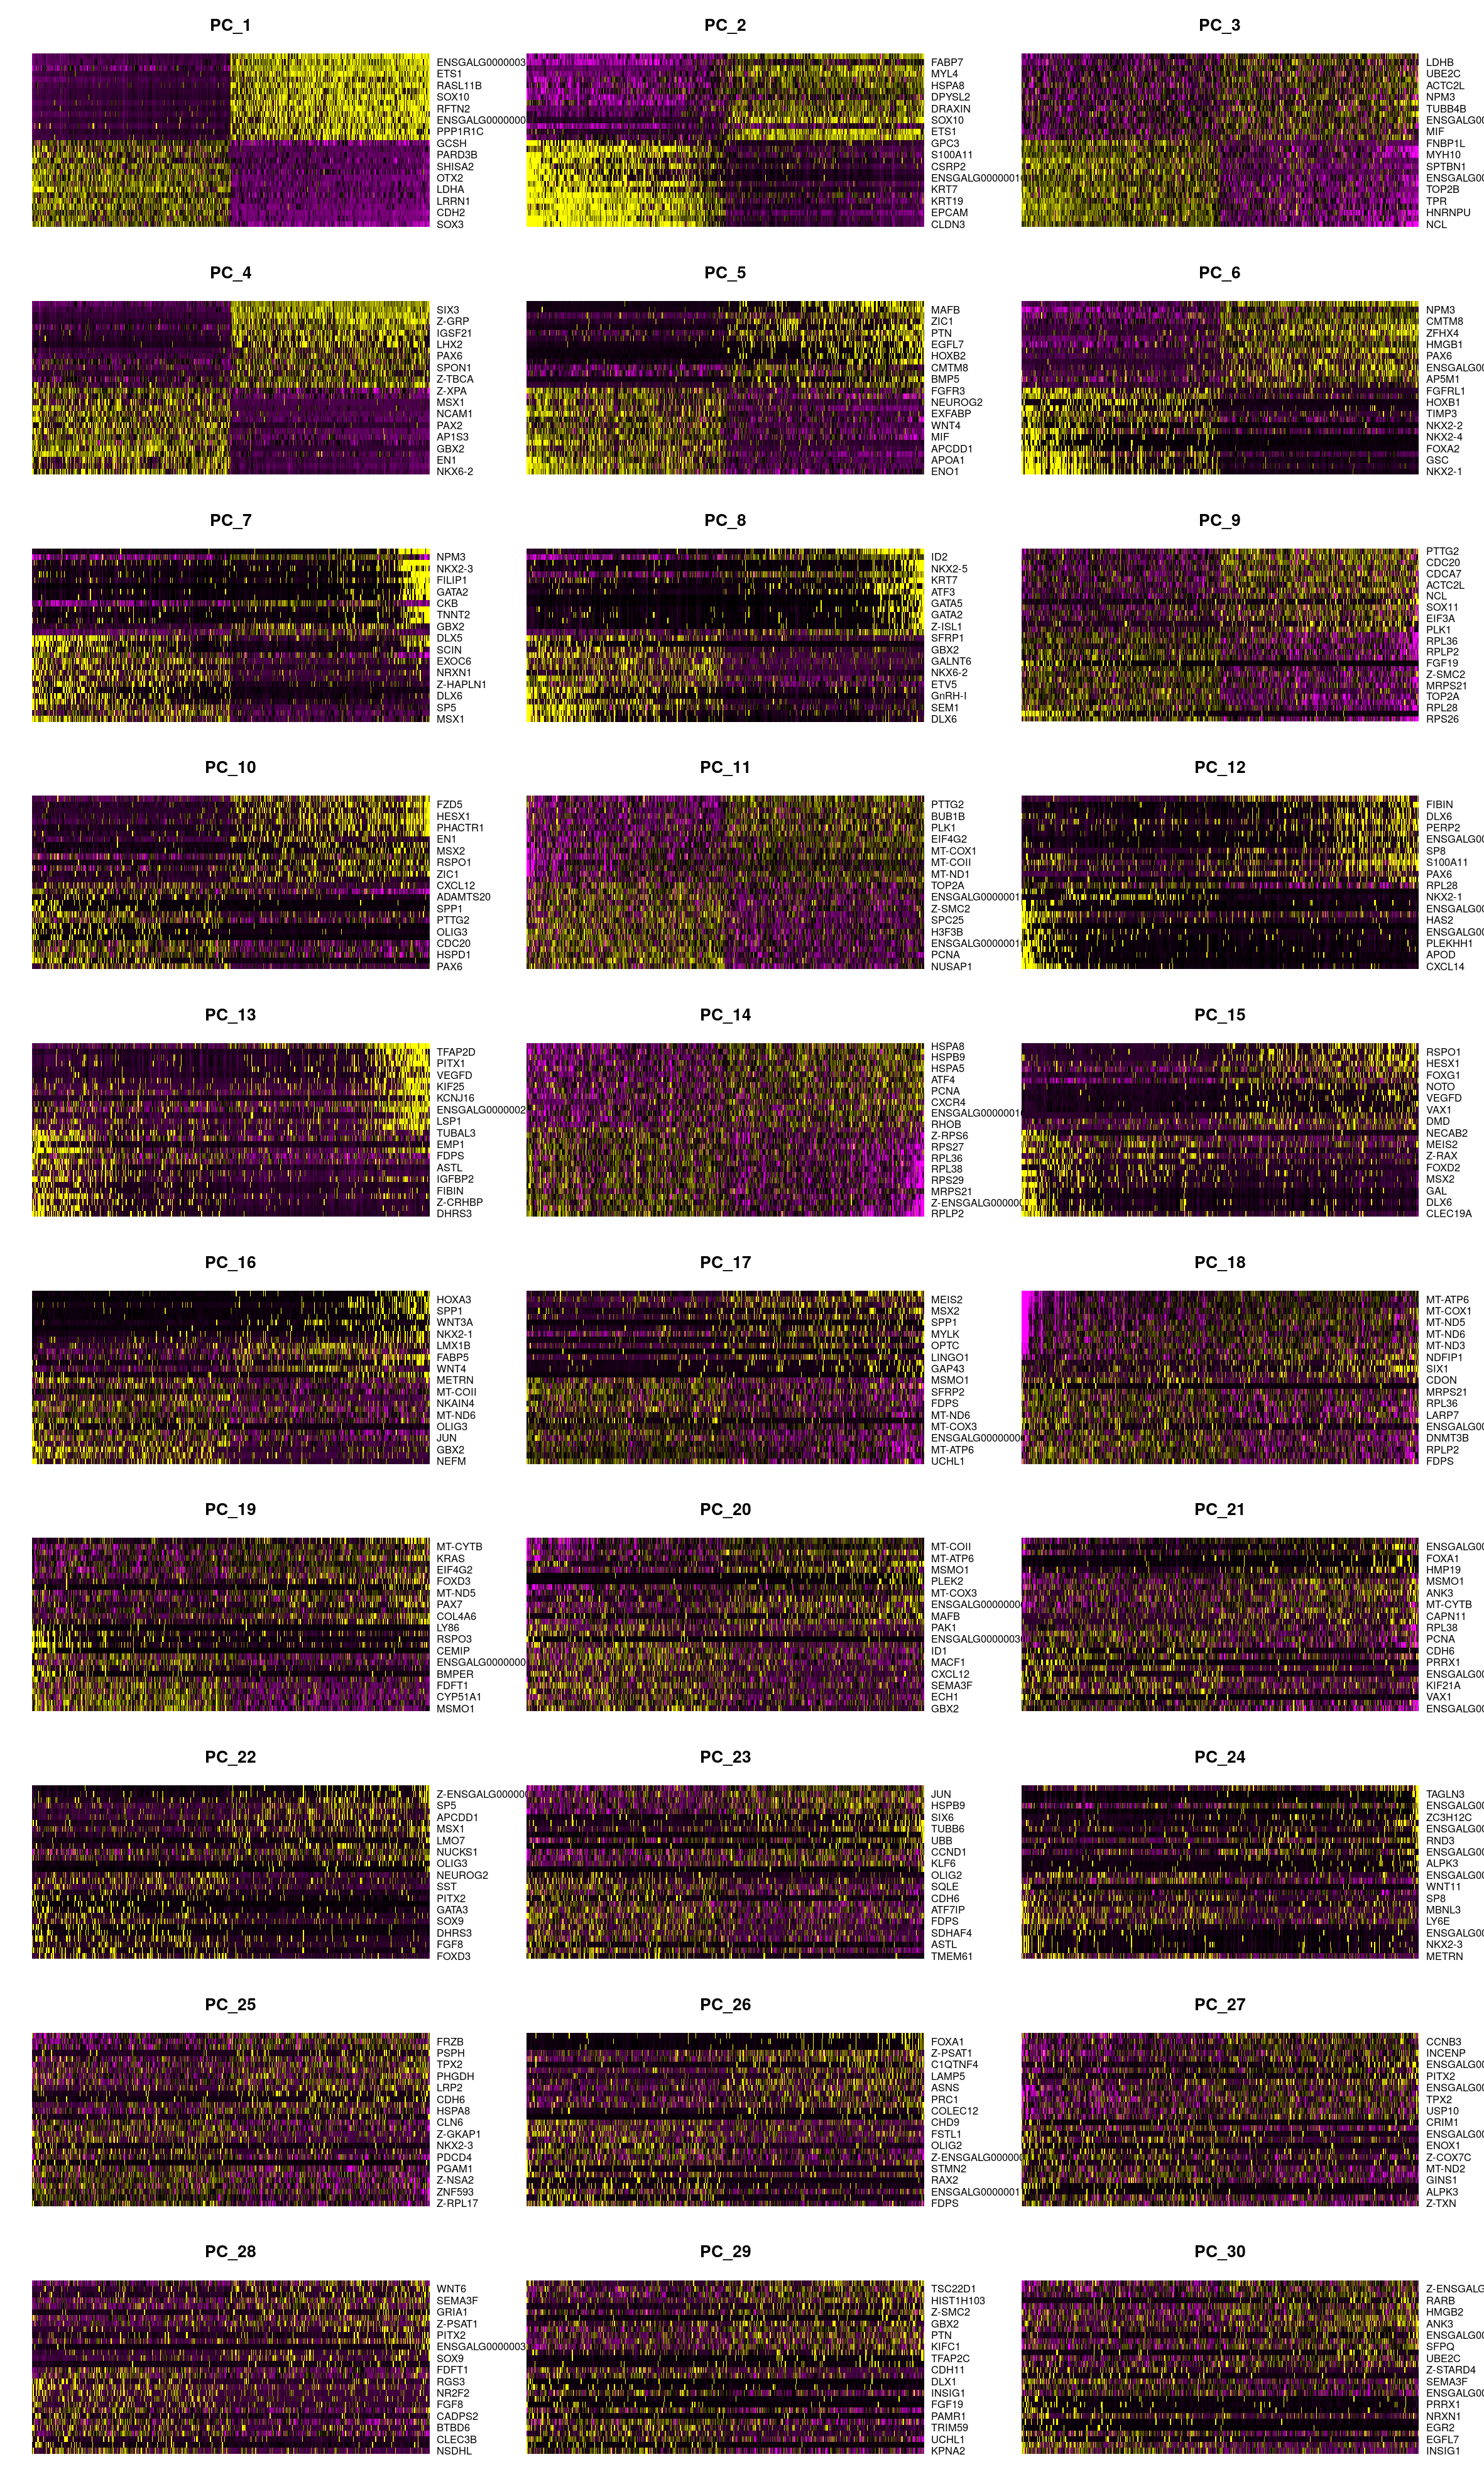 PC_1
ENSGALG0000003
ETS1
RASL11B
SOX10
RFTN2
ENSGALG0000000
PPP1R1C
GCSH
PARD3B
SHISA2
OTX2
LDHA
LRRN1
CDH2
SOX3
PC_2
FABP7
MYL4
HSPA8
DPYSL2
DRAXIN
SOX10
ETS1
GPC3
S100A11
CSRP2
ENSGALG0000001
KRT7
KRT19
EPCAM
CLDN3
PC_3
LDHB
UBE2C
ACTC2L
NPM3
TUBB4B
ENSGALG00
MIF
FNBP1L
MYH10
SPTBN1
ENSGALG00
TOP2B
TPR
HNRNPU
NCL
PC_4
SIX3
Z-GRP
IGSF21
LHX2
PAX6
SPON1
Z-TBCA
Z-XPA
MSX1
NCAM1
PAX2
AP1S3
GBX2
EN1
NKX6-2
PC_5
MAFB
ZIC1
PTN
EGFL7
HOXB2
CMTM8
BMP5
FGFR3
NEUROG2
EXFABP
WNT4
MIF
APCDD1
APOA1
ENO1
PC_6
NPM3
CMTM8
ZFHX4
HMGB1
PAX6
ENSGALG00
AP5M1
FGFRL1
HOXB1
TIMP3
NKX2-2
NKX2-4
FOXA2
GSC
NKX2-1
PC_7
NPM3
NKX2-3
FILIP1
GATA2
CKB
TNNT2
GBX2
DLX5
SCIN
EXOC6
NRXN1
Z-HAPLN1
DLX6
SP5
MSX1
PC_8
ID2
NKX2-5
KRT7
ATF3
GATA5
GATA2
Z-ISL1
SFRP1
GBX2
GALNT6
NKX6-2
ETV5
GnRH-I
SEM1
DLX6
PC_9
PTTG2
CDC20
CDCA7
ACTC2L
NCL
SOX11
EIF3A
PLK1
RPL36
RPLP2
FGF19
Z-SMC2
MRPS21
TOP2A
RPL28
RPS26
PC_10
FZD5
HESX1
PHACTR1
EN1
MSX2
RSPO1
ZIC1
CXCL12
ADAMTS20
SPP1
PTTG2
OLIG3
CDC20
HSPD1
PAX6
PC_11
PTTG2
BUB1B
PLK1
EIF4G2
MT-COX1
MT-COII
MT-ND1
TOP2A
ENSGALG0000001
Z-SMC2
SPC25
H3F3B
ENSGALG0000001
PCNA
NUSAP1
PC_12
FIBIN
DLX6
PERP2
ENSGALG00
SP8
S100A11
PAX6
RPL28
NKX2-1
ENSGALG00
HAS2
ENSGALG00
PLEKHH1
APOD
CXCL14
PC_13
TFAP2D
PITX1
VEGFD
KIF25
KCNJ16
ENSGALG0000002
LSP1
TUBAL3
EMP1
FDPS
ASTL
IGFBP2
FIBIN
Z-CRHBP
DHRS3
PC_14
HSPA8
HSPB9
HSPA5
ATF4
PCNA
CXCR4
ENSGALG0000001
RHOB
Z-RPS6
RPS27
RPL36
RPL38
RPS29
MRPS21
Z-ENSGALG00000
RPLP2
PC_15
RSPO1
HESX1
FOXG1
NOTO
VEGFD
VAX1
DMD
NECAB2
MEIS2
Z-RAX
FOXD2
MSX2
GAL
DLX6
CLEC19A
PC_16
HOXA3
SPP1
WNT3A
NKX2-1
LMX1B
FABP5
WNT4
METRN
MT-COII
NKAIN4
MT-ND6
OLIG3
JUN
GBX2
NEFM
PC_17
MEIS2
MSX2
SPP1
MYLK
OPTC
LINGO1
GAP43
MSMO1
SFRP2
FDPS
MT-ND6
MT-COX3
ENSGALG0000000
MT-ATP6
UCHL1
PC_18
MT-ATP6
MT-COX1
MT-ND5
MT-ND6
MT-ND3
NDFIP1
SIX1
CDON
MRPS21
RPL36
LARP7
ENSGALG00
DNMT3B
RPLP2
FDPS
PC_19
MT-CYTB
KRAS
EIF4G2
FOXD3
MT-ND5
PAX7
COL4A6
LY86
RSPO3
CEMIP
ENSGALG0000000
BMPER
FDFT1
CYP51A1
MSMO1
PC_20
MT-COII
MT-ATP6
MSMO1
PLEK2
MT-COX3
ENSGALG0000000
MAFB
PAK1
ENSGALG0000003
ID1
MACF1
CXCL12
SEMA3F
ECH1
GBX2
PC_21
ENSGALG00
FOXA1
HMP19
MSMO1
ANK3
MT-CYTB
CAPN11
RPL38
PCNA
CDH6
PRRX1
ENSGALG00
KIF21A
VAX1
ENSGALG00
PC_22
Z-ENSGALG00000
SP5
APCDD1
MSX1
LMO7
NUCKS1
OLIG3
NEUROG2
SST
PITX2
GATA3
SOX9
DHRS3
FGF8
FOXD3
PC_23
JUN
HSPB9
SIX6
TUBB6
UBB
CCND1
KLF6
OLIG2
SQLE
CDH6
ATF7IP
FDPS
SDHAF4
ASTL
TMEM61
PC_24
TAGLN3
ENSGALG00
ZC3H12C
ENSGALG00
RND3
ENSGALG00
ALPK3
ENSGALG00
WNT11
SP8
MBNL3
LY6E
ENSGALG00
NKX2-3
METRN
PC_25
FRZB
PSPH
TPX2
PHGDH
LRP2
CDH6
HSPA8
CLN6
Z-GKAP1
NKX2-3
PDCD4
PGAM1
Z-NSA2
ZNF593
Z-RPL17
PC_26
FOXA1
Z-PSAT1
C1QTNF4
LAMP5
ASNS
PRC1
COLEC12
CHD9
FSTL1
OLIG2
Z-ENSGALG00000
STMN2
RAX2
ENSGALG0000001
FDPS
PC_27
CCNB3
INCENP
ENSGALG00
PITX2
ENSGALG00
TPX2
USP10
CRIM1
ENSGALG00
ENOX1
Z-COX7C
MT-ND2
GINS1
ALPK3
Z-TXN
PC_28
WNT6
SEMA3F
GRIA1
Z-PSAT1
PITX2
ENSGALG0000003
SOX9
FDFT1
RGS3
NR2F2
FGF8
CADPS2
BTBD6
CLEC3B
NSDHL
PC_29
TSC22D1
HIST1H103
Z-SMC2
GBX2
PTN
KIFC1
TFAP2C
CDH11
DLX1
INSIG1
FGF19
PAMR1
TRIM59
UCHL1
KPNA2
PC_30
Z-ENSGALG
RARB
HMGB2
ANK3
ENSGALG00
SFPQ
UBE2C
Z-STARD4
SEMA3F
ENSGALG00
PRRX1
NRXN1
EGR2
EGFL7
INSIG1